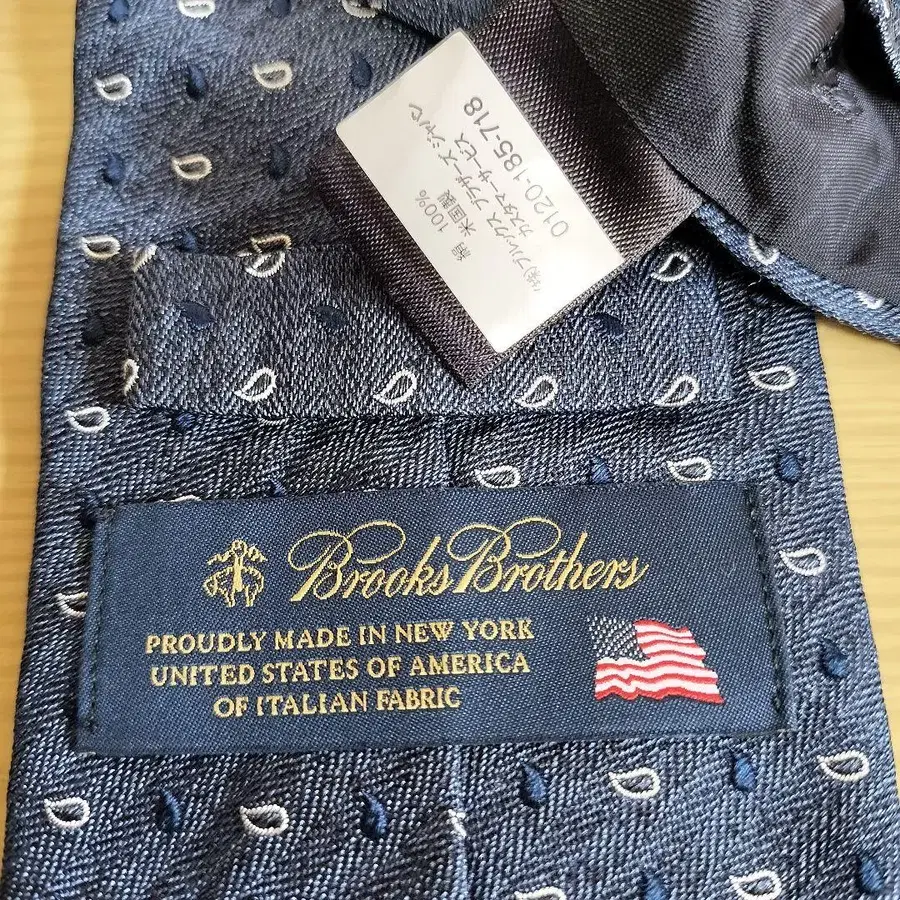 絹 100%
米国製
(株)ブルックス ブラザーズ ジャパン
カスタマーサービス
0120-185-718
Brooks Brothers
PROUDLY MADE IN NEW YORK
UNITED STATES OF AMERICA
OF ITALIAN FABRIC